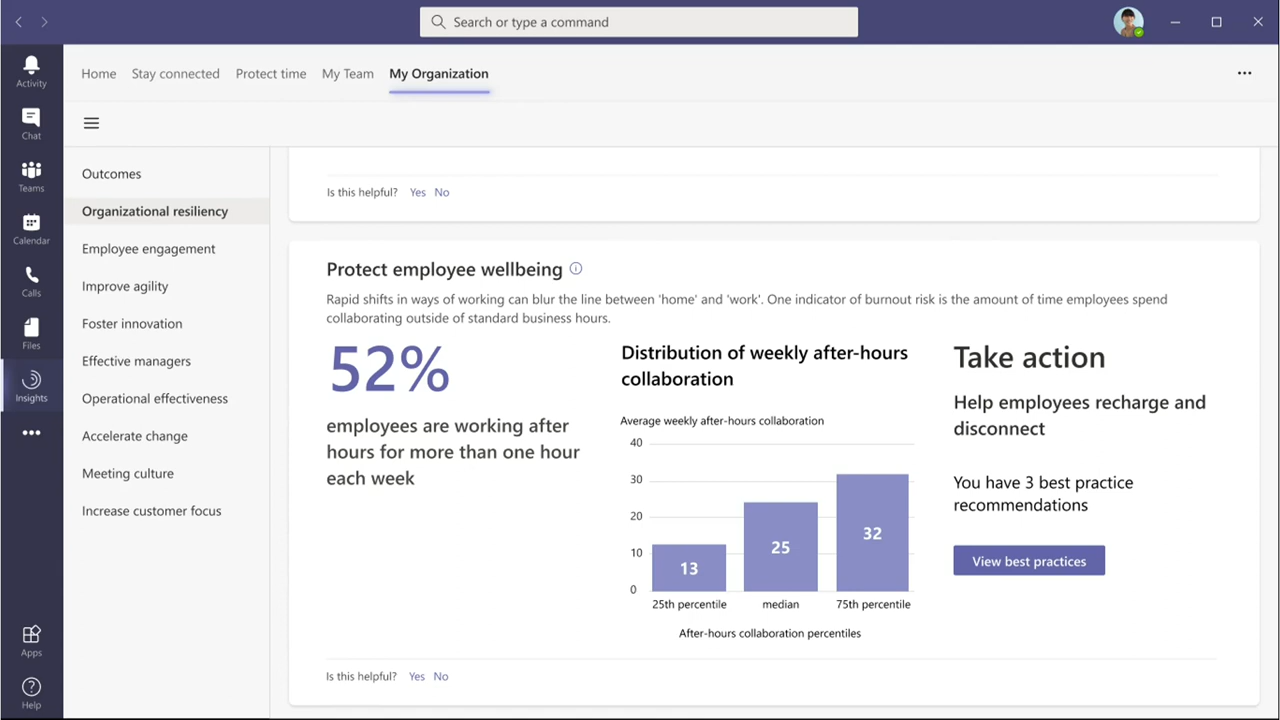 Search or type a command
Activity
Chat
Teams
Calendar
Calls
Files
Insights
Apps
Help
Home Stay connected Protect time My Team My Organization
Outcomes
Organizational resiliency
Employee engagement
Improve agility
Foster innovation
Effective managers
Operational effectiveness
Accelerate change
Meeting culture
Increase customer focus
Is this helpful? Yes No
Protect employee wellbeing
Rapid shifts in ways of working can blur the line between 'home' and 'work'. One indicator of burnout risk is the amount of time employees spend
collaborating outside of standard business hours.
52%
employees are working after
hours for more than one hour
each week
Distribution of weekly after-hours
collaboration
Average weekly after-hours collaboration
40
30
20
10
0
13
25
32
25th percentile median 75th percentile
After-hours collaboration percentiles
Take action
Help employees recharge and
disconnect
You have 3 best practice
recommendations
View best practices
Is this helpful? Yes No